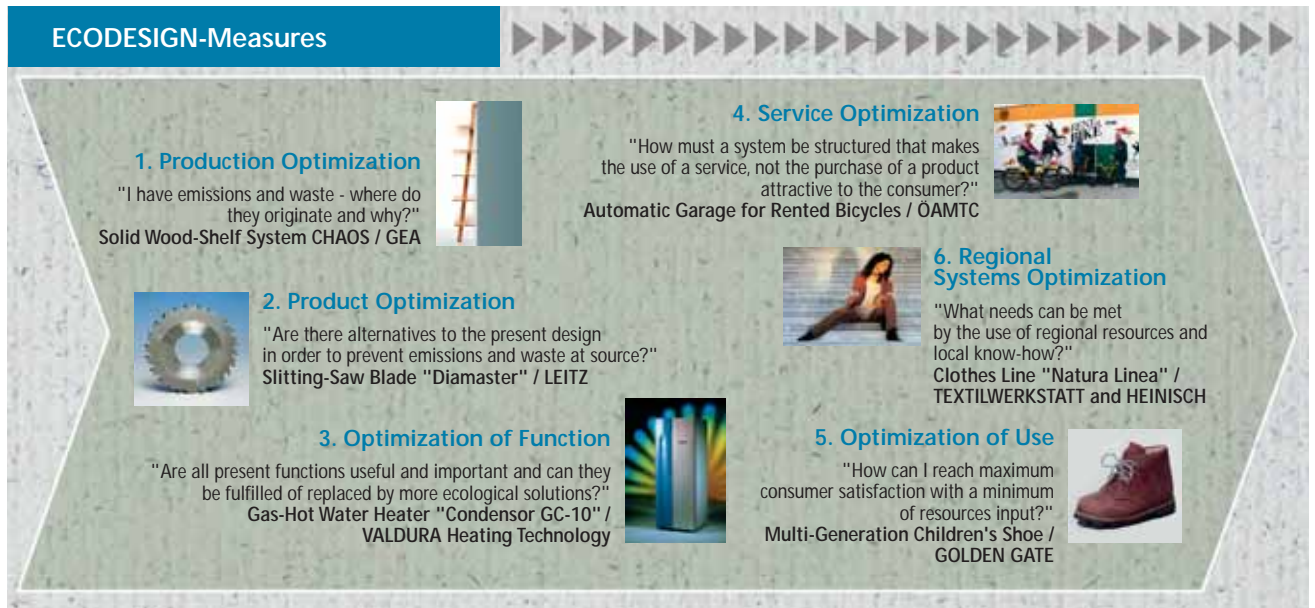 ECODESIGN-Measures
1. Production Optimization
"I have emissions and waste - where do
they originate and why?"
Solid Wood-Shelf System CHAOS / GEA
2. Product Optimization
"Are there alternatives to the present design
in order to prevent emissions and waste at source?"
Slitting-Saw Blade "Diamaster" / LEITZ
3. Optimization of Function
"Are all present functions useful and important and can they
be fulfilled of replaced by more ecological solutions?"
Gas-Hot Water Heater "Condensor GC-10" /
VALDURA Heating Technology
4. Service Optimization
"How must a system be structured that makes
the use of a service, not the purchase of a product
attractive to the consumer?"
Automatic Garage for Rented Bicycles / ÖAMTC
6. Regional
Systems Optimization
"What needs can be met
by the use of regional resources and
local know-how?"
Clothes Line "Natura Linea" /
TEXTILWERKSTATT and HEINISCH
5. Optimization of Use
"How can I reach maximum
consumer satisfaction with a minimum
of resources input?"
Multi-Generation Children's Shoe /
GOLDEN GATE